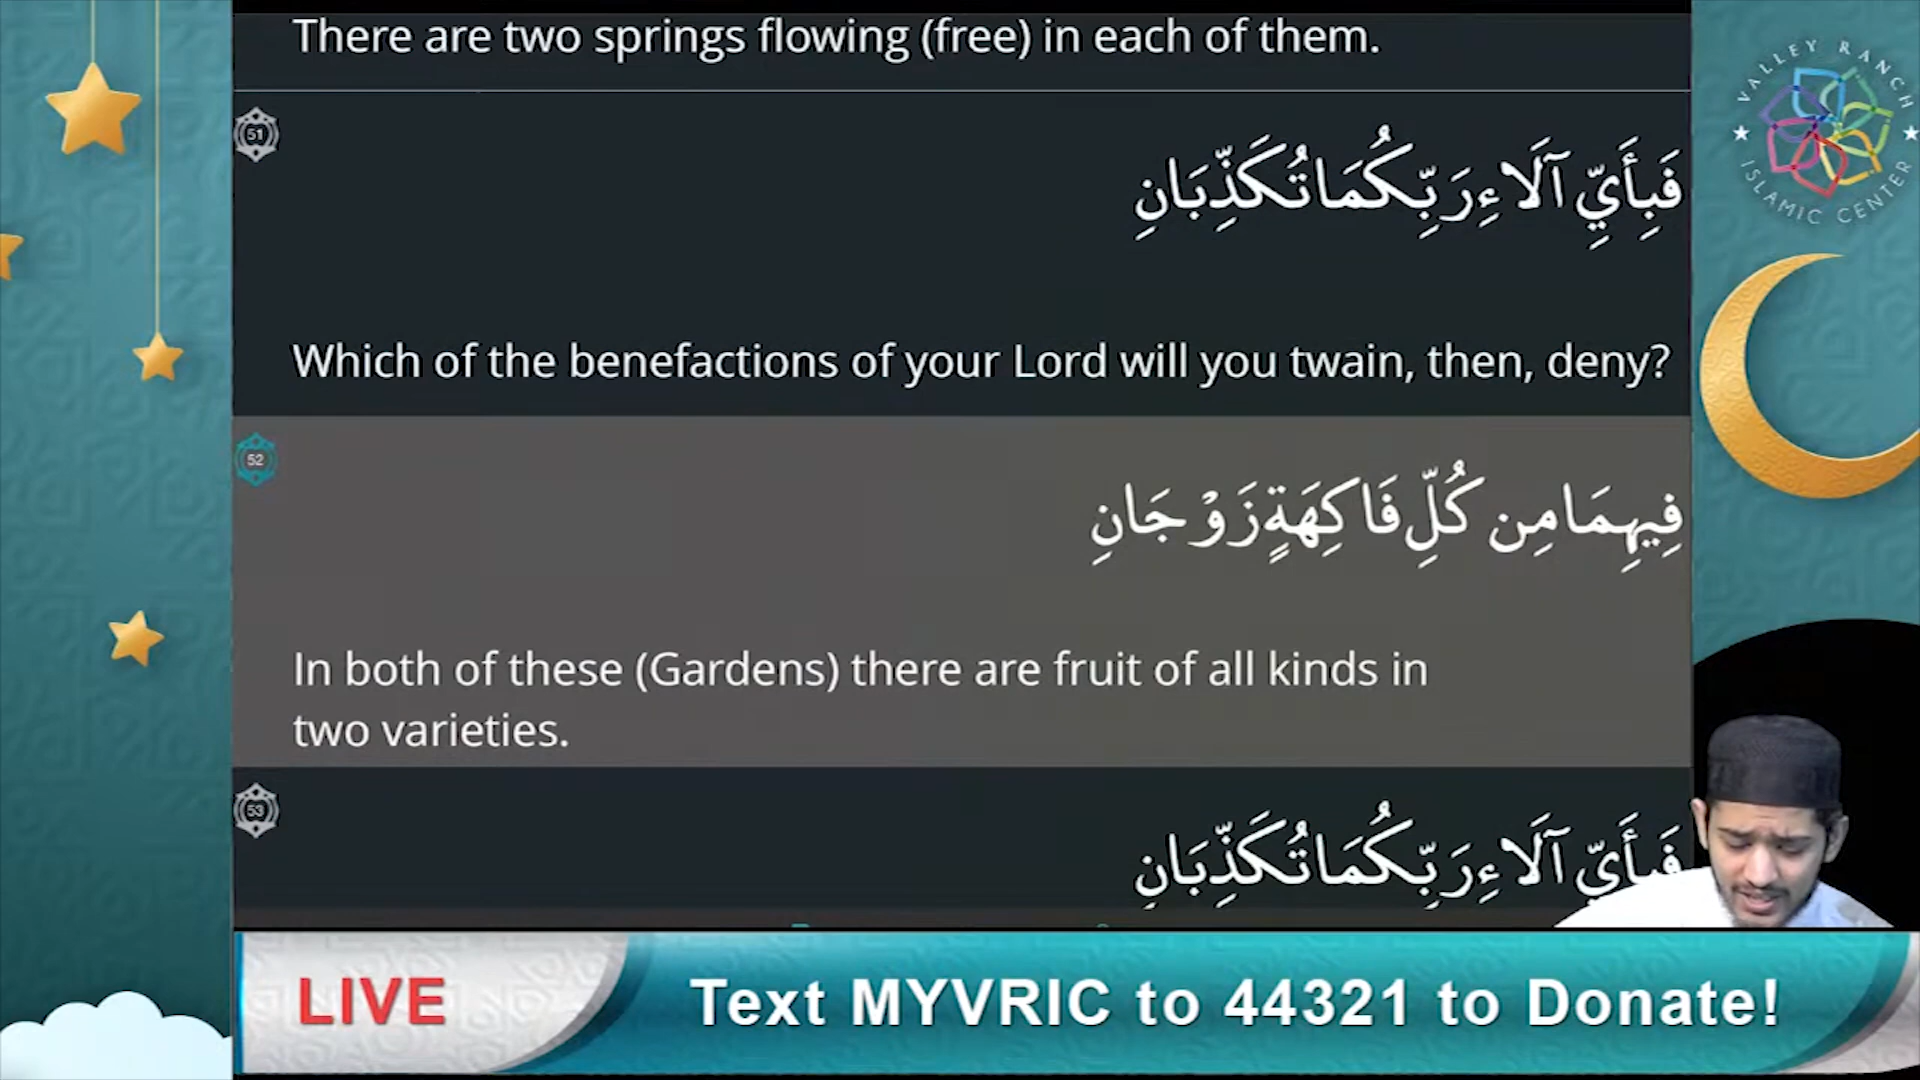 There are two springs flowing (free) in each of them.
VALLEY RANCH
ISLAMIC CENTER
51
فَبِأَيِّ آلَاءِ رَبِّكُمَا تُكَذِّبَانِ
Which of the benefactions of your Lord will you twain, then, deny?
52
فِيهِمَا مِن كُلِّ فَاكِهَةٍ زَوْجَانِ
In both of these (Gardens) there are fruit of all kinds in
two varieties.
53
فَبِأَيِّ آلَاءِ رَبِّكُمَا تُكَذِّبَانِ
LIVE
Text MYVRIC to 44321 to Donate!